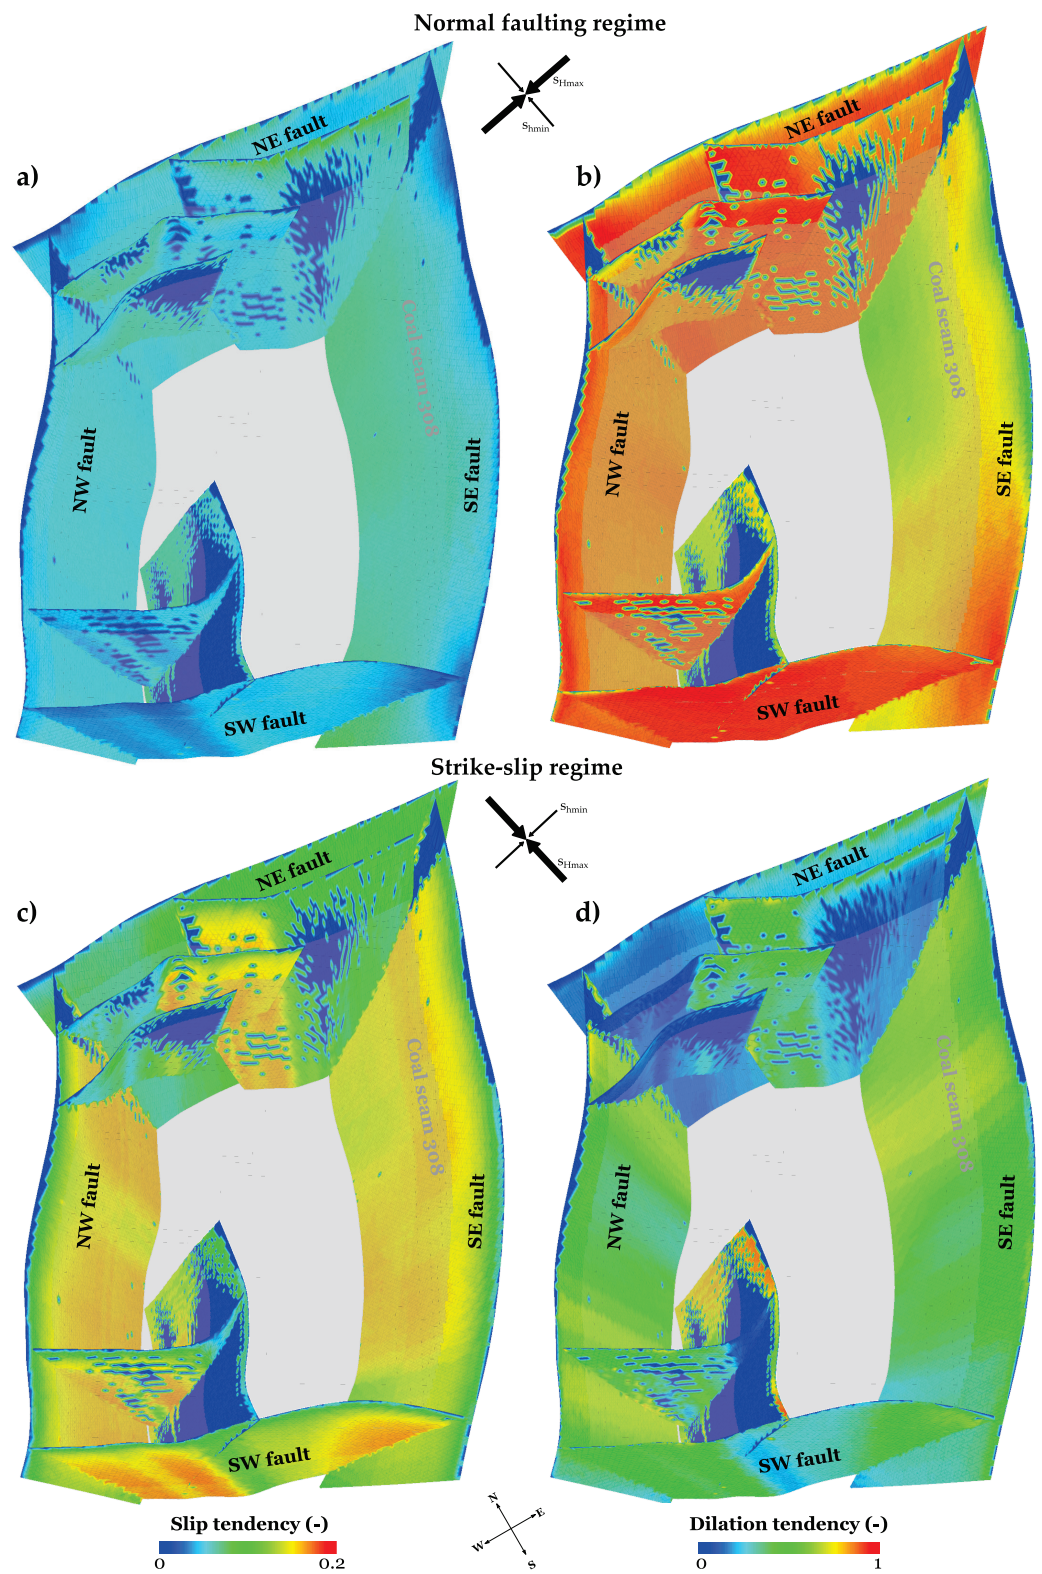 Normal faulting regime
sHmax
shmin
a)
NE fault
Coal seam 308
NW fault
SE fault
SW fault
b)
NE fault
Coal seam 308
NW fault
SE fault
SW fault
Strike-slip regime
shmin
sHmax
c)
NE fault
Coal seam 308
NW fault
SE fault
SW fault
d)
NE fault
Coal seam 308
NW fault
SE fault
SW fault
N
E
W
S
Slip tendency (-)
0 0.2
Dilation tendency (-)
0 1